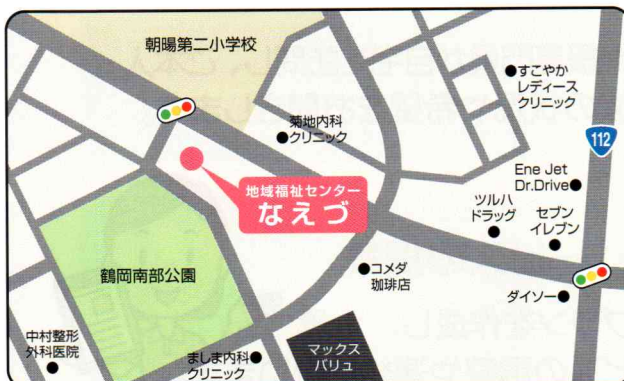 朝暘第二小学校
菊地内科
クリニック
すこやか
レディース
クリニック
112
地域福祉センター
なえづ
Ene Jet
Dr.Drive
ツルハ
ドラッグ
セブン
イレブン
鶴岡南部公園
コメダ
珈琲店
ダイソー
中村整形
外科医院
ましま内科
クリニック
マックス
バリュ